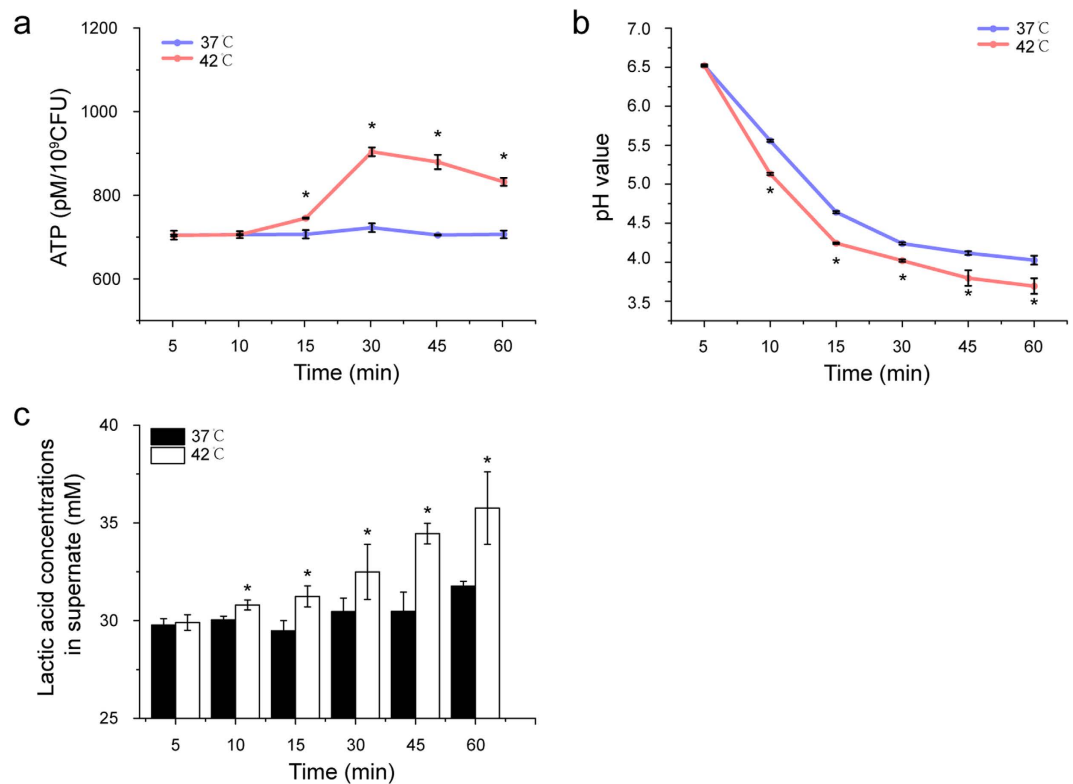 a
1200
1000
800
600
ATP (pM/10⁹CFU)
37℃
42℃
*
*
*
*
5 10 15 30 45 60
Time (min)
b
7.0
6.5
6.0
5.5
5.0
4.5
4.0
3.5
pH value
37℃
42℃
*
*
*
*
*
5 10 15 30 45 60
Time (min)
c
40
35
30
25
Lactic acid concentrations
in supernate (mM)
37℃
42℃
*
*
*
*
*
5 10 15 30 45 60
Time (min)